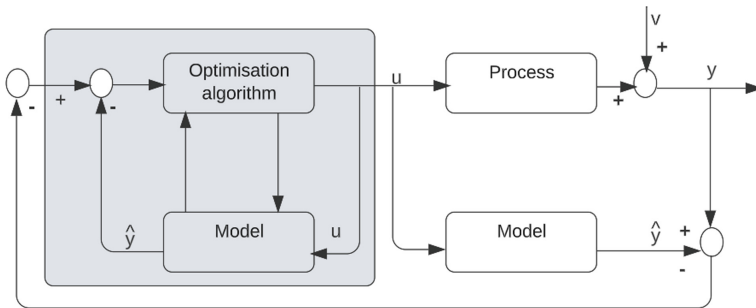 v
+
Optimisation
algorithm
u
Process
y
-
+
-
+
ŷ
Model
u
Model
ŷ
+
-